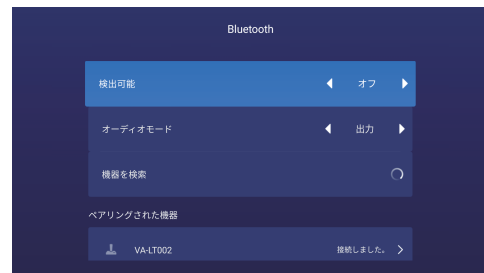 Bluetooth
検出可能 オフ
オーディオモード 出力
機器を検索
ペアリングされた機器
VA-LT002 接続しました。